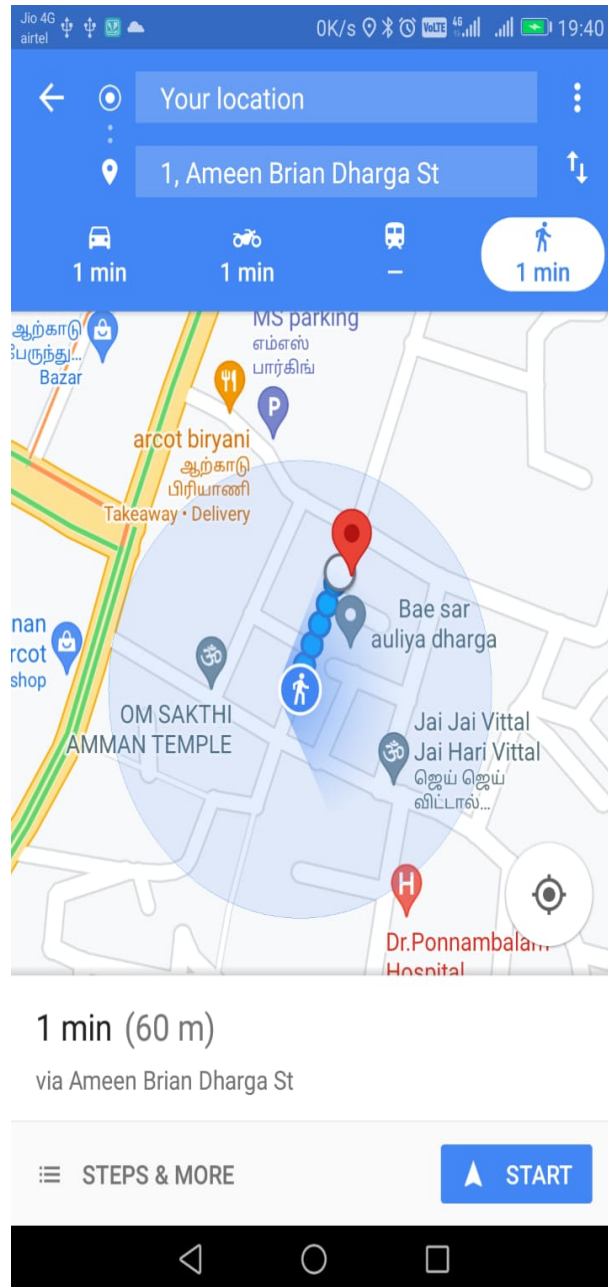 Jio 4G
airtel
0K/s VoLTE 4G 19:40
Your location
1, Ameen Brian Dharga St
1 min
1 min
–
1 min
MS parking
எம்எஸ்
பார்கிங்
P
ஆற்காடு
பேருந்து...
Bazar
arcot biryani
ஆற்காடு
பிரியாணி
Takeaway • Delivery
nan
rcot
shop
Bae sar
auliya dharga
OM SAKTHI
AMMAN TEMPLE
Jai Jai Vittal
Jai Hari Vittal
ஜெய் ஜெய்
விட்டால்...
H
Dr.Ponnambalam
Hospital
1 min (60 m)
via Ameen Brian Dharga St
STEPS & MORE
START